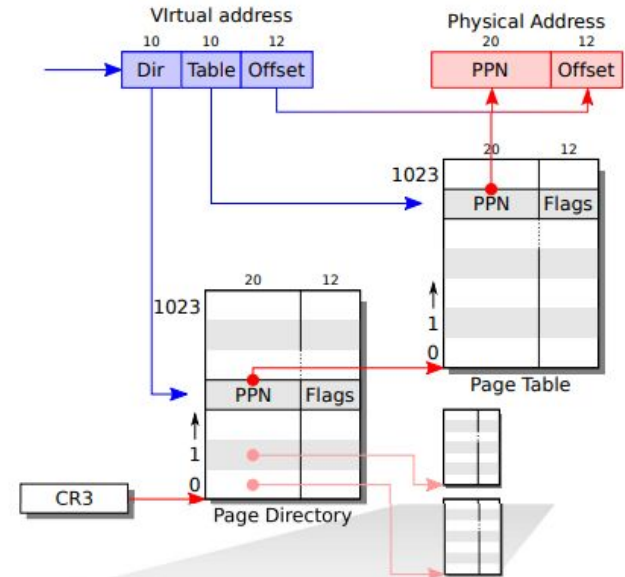 VIrtual address
10 10 12
Dir Table Offset
Physical Address
20 12
PPN Offset
20 12
1023
PPN Flags
1
0
Page Table
20 12
1023
PPN Flags
1
0
Page Directory
CR3